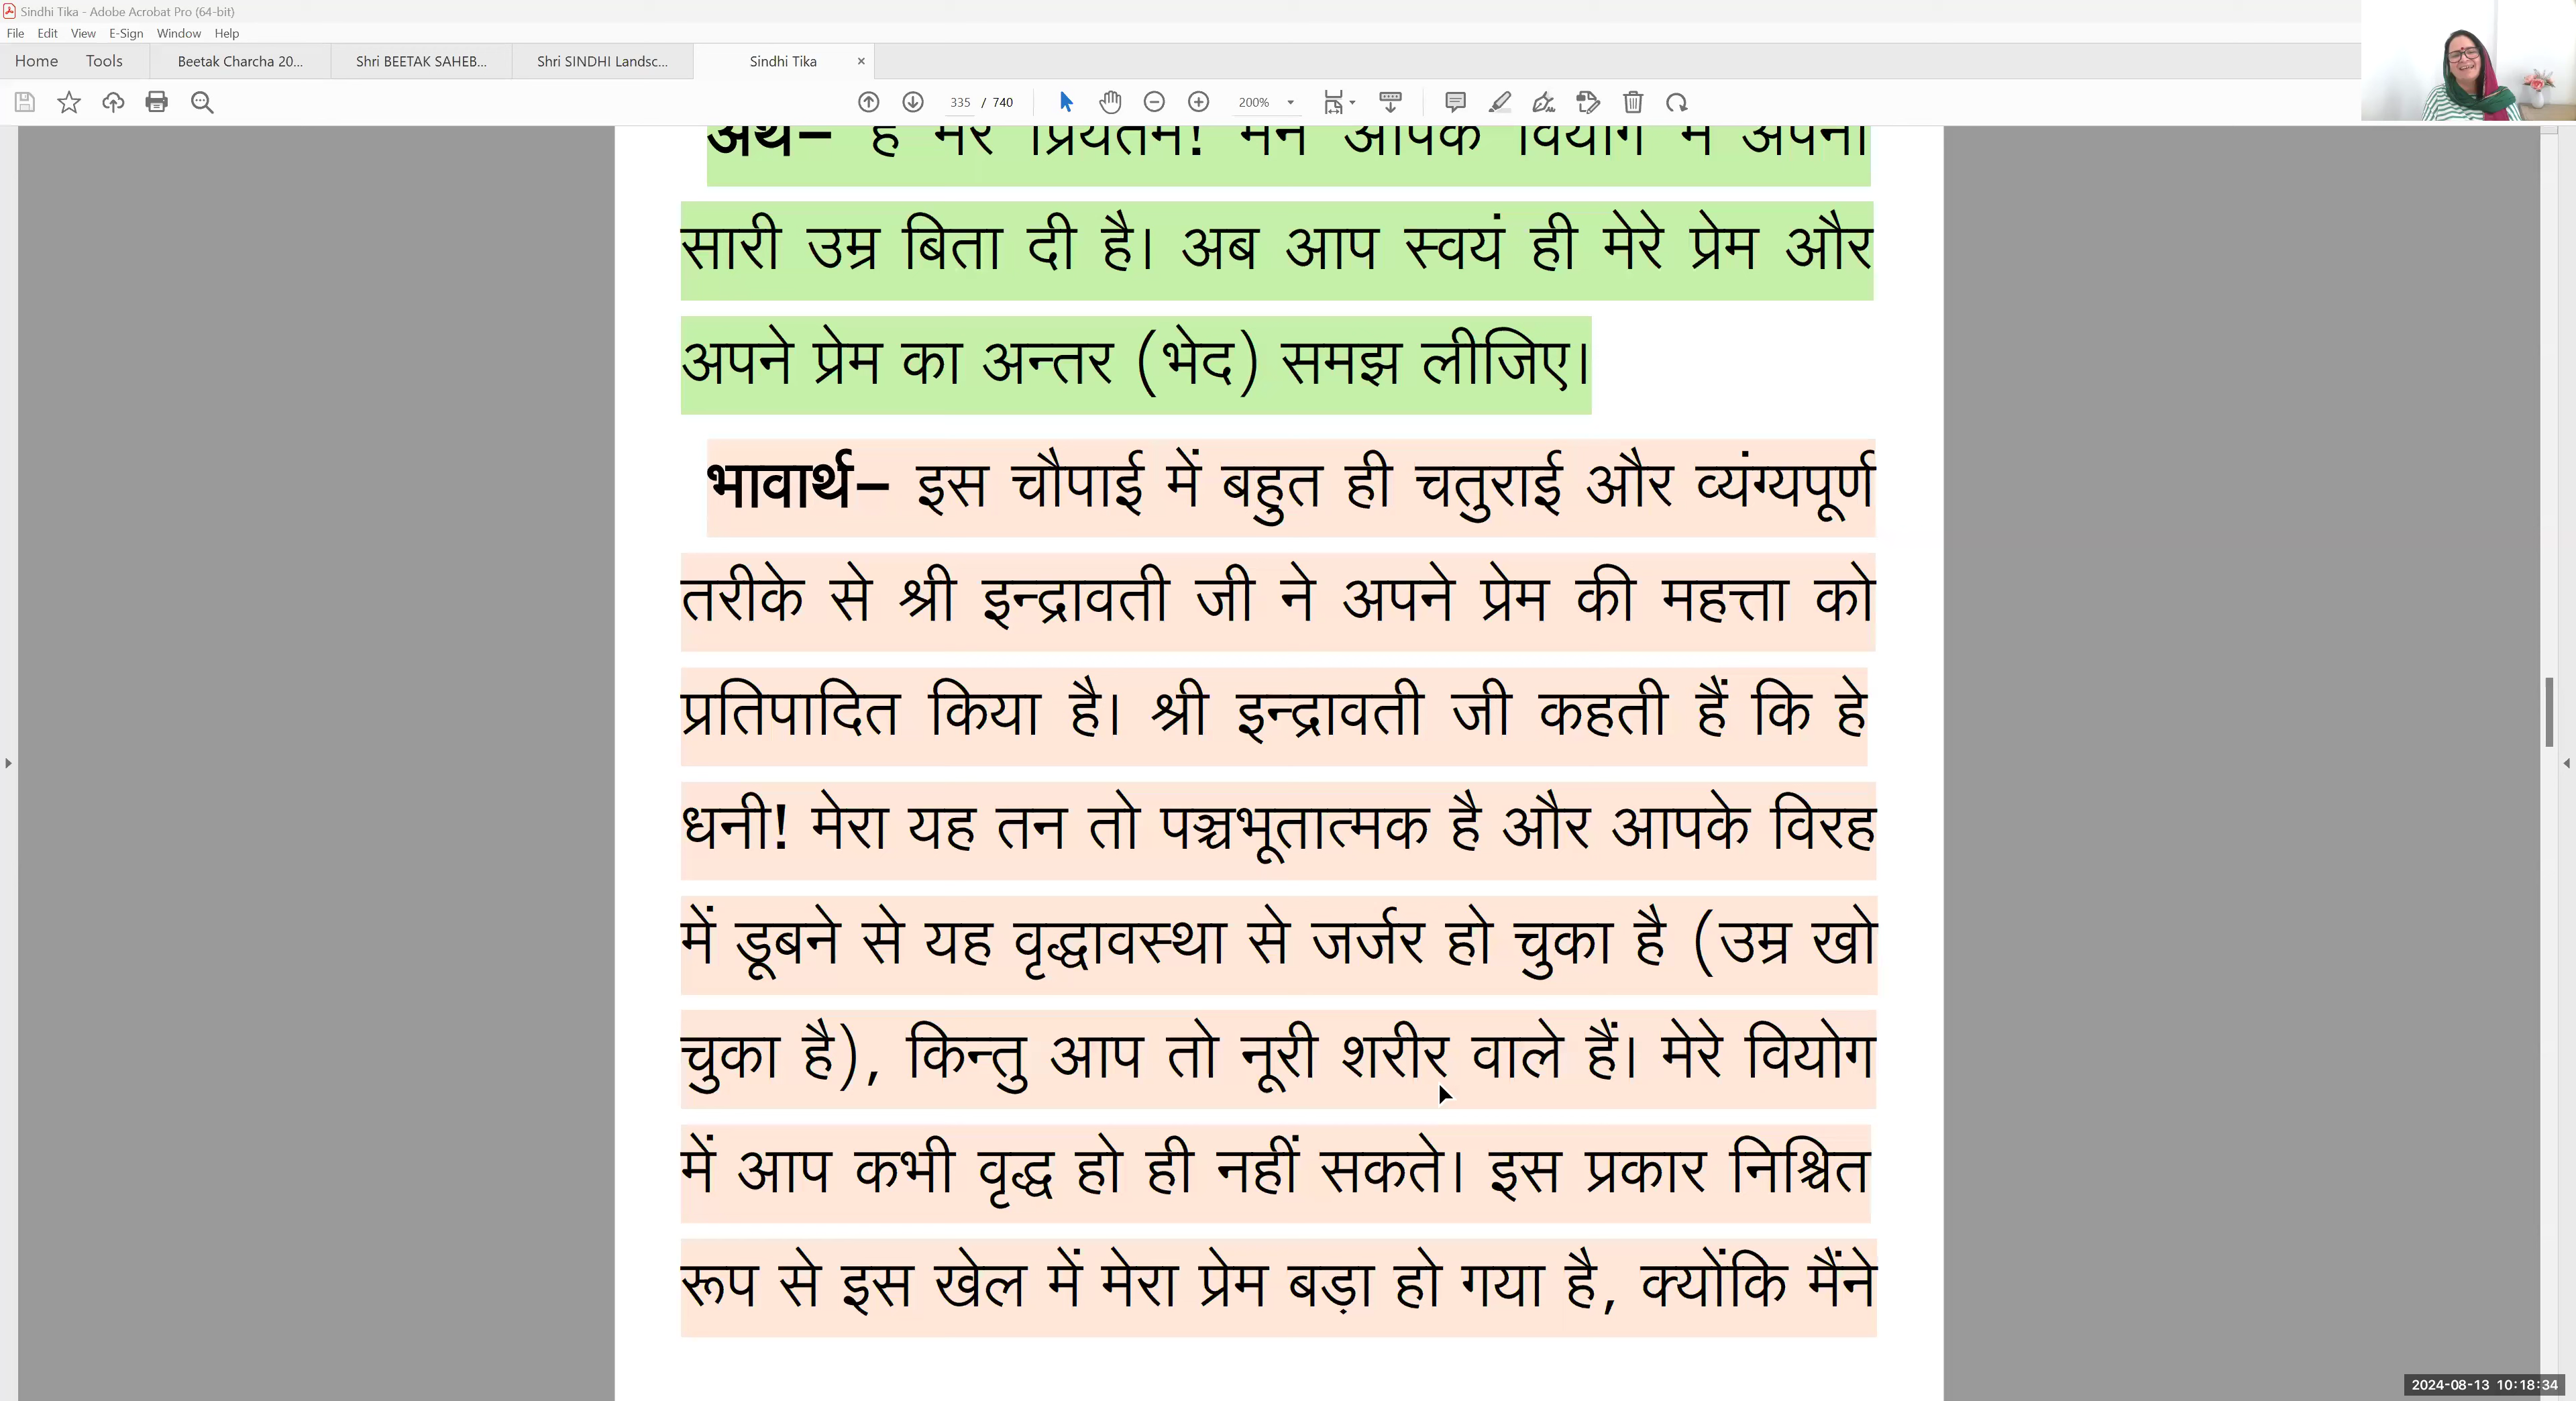 Sindhi Tika - Adobe Acrobat Pro (64-bit)
File Edit View E-Sign Window Help
Home Tools Beetak Charcha 20... Shri BEETAK SAHEB... Shri SINDHI Landsc... Sindhi Tika ×
335 / 740 200%
अर्थ– हे मेरे प्रियतम! मैंने आपके वियोग में अपनी
सारी उम्र बिता दी है। अब आप स्वयं ही मेरे प्रेम और
अपने प्रेम का अन्तर (भेद) समझ लीजिए।
भावार्थ– इस चौपाई में बहुत ही चतुराई और व्यंग्यपूर्ण
तरीके से श्री इन्द्रावती जी ने अपने प्रेम की महत्ता को
प्रतिपादित किया है। श्री इन्द्रावती जी कहती हैं कि हे
धनी! मेरा यह तन तो पञ्चभूतात्मक है और आपके विरह
में डूबने से यह वृद्धावस्था से जर्जर हो चुका है (उम्र खो
चुका है), किन्तु आप तो नूरी शरीर वाले हैं। मेरे वियोग
में आप कभी वृद्ध हो ही नहीं सकते। इस प्रकार निश्चित
रूप से इस खेल में मेरा प्रेम बड़ा हो गया है, क्योंकि मैंने
2024-08-13 10:18:34